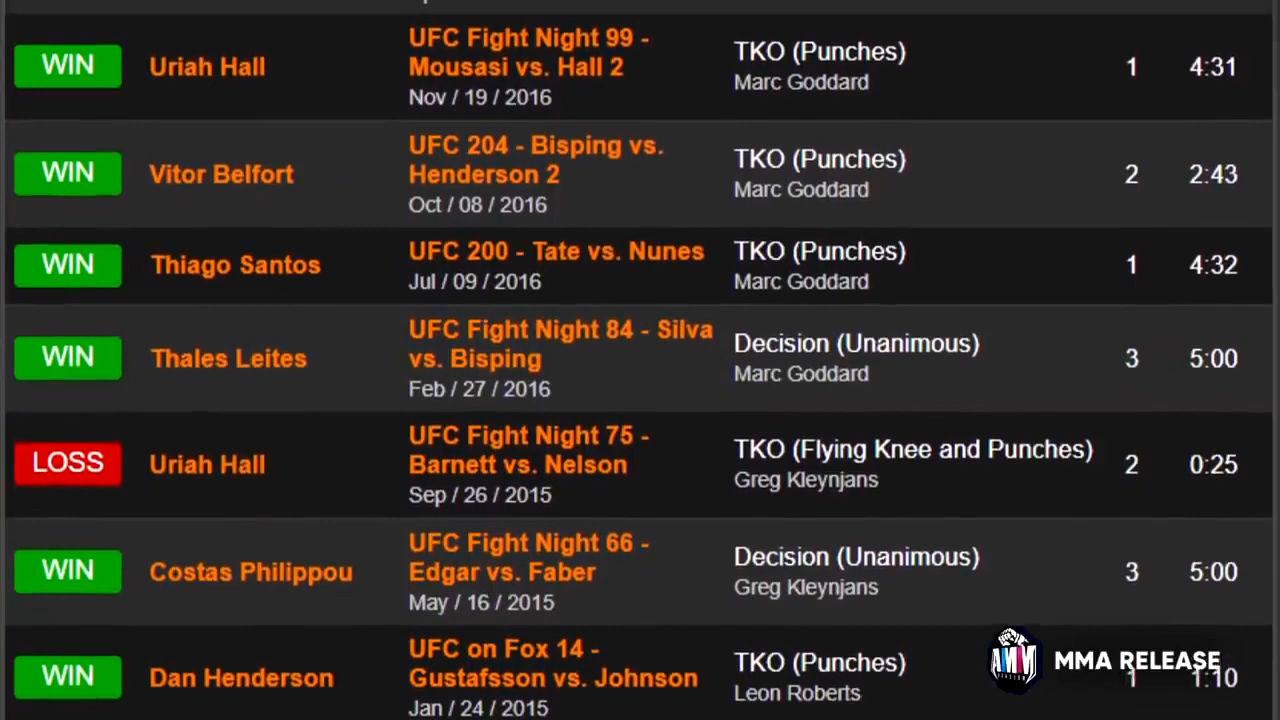 WIN
Uriah Hall
UFC Fight Night 99 -
Mousasi vs. Hall 2
Nov / 19 / 2016
TKO (Punches)
Marc Goddard
1
4:31
WIN
Vitor Belfort
UFC 204 - Bisping vs.
Henderson 2
Oct / 08 / 2016
TKO (Punches)
Marc Goddard
2
2:43
WIN
Thiago Santos
UFC 200 - Tate vs. Nunes
Jul / 09 / 2016
TKO (Punches)
Marc Goddard
1
4:32
WIN
Thales Leites
UFC Fight Night 84 - Silva
vs. Bisping
Feb / 27 / 2016
Decision (Unanimous)
Marc Goddard
3
5:00
LOSS
Uriah Hall
UFC Fight Night 75 -
Barnett vs. Nelson
Sep / 26 / 2015
TKO (Flying Knee and Punches)
Greg Kleynjans
2
0:25
WIN
Costas Philippou
UFC Fight Night 66 -
Edgar vs. Faber
May / 16 / 2015
Decision (Unanimous)
Greg Kleynjans
3
5:00
WIN
Dan Henderson
UFC on Fox 14 -
Gustafsson vs. Johnson
Jan / 24 / 2015
TKO (Punches)
Leon Roberts
1
1:10
MMA RELEASE